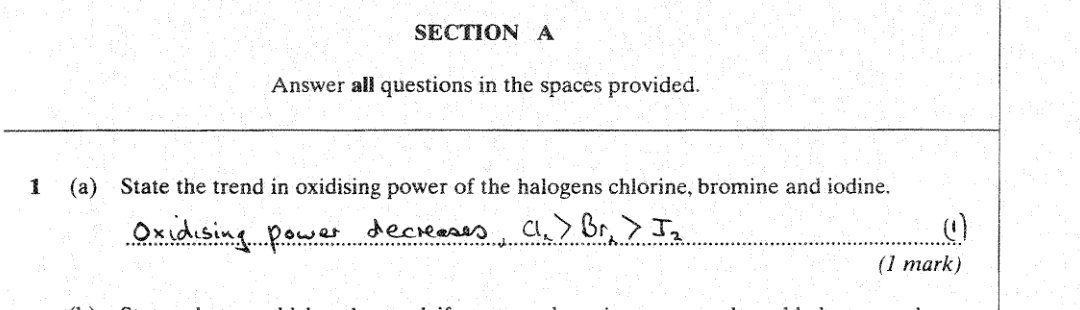 SECTION A
Answer all questions in the spaces provided.
1 (a) State the trend in oxidising power of the halogens chlorine, bromine and iodine.
Oxidising power decreases, Cl₂ > Br₂ > I₂ (1)
(1 mark)